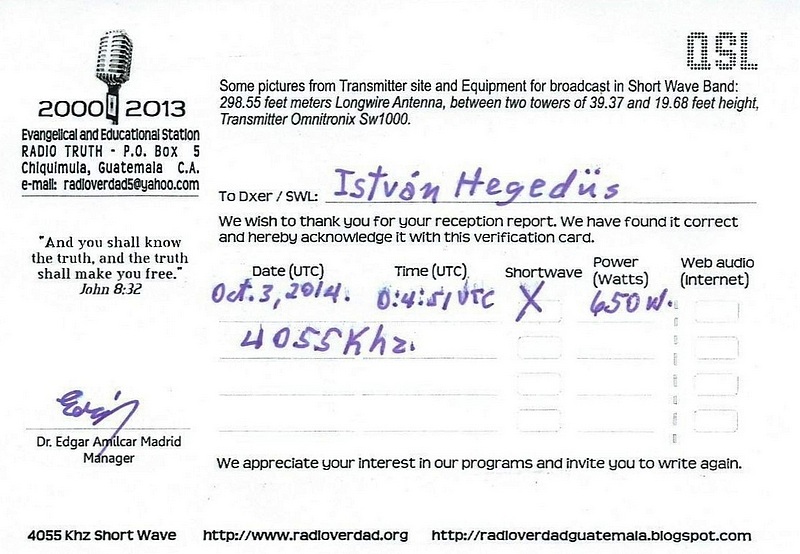 QSL
2000 2013
Evangelical and Educational Station
RADIO TRUTH - P.O. Box 5
Chiquimula, Guatemala C.A.
e-mail: radioverdad5@yahoo.com
"And you shall know
the truth, and the truth
shall make you free."
John 8:32
Dr. Edgar Amilcar Madrid
Manager
Some pictures from Transmitter site and Equipment for broadcast in Short Wave Band:
298.55 feet meters Longwire Antenna, between two towers of 39.37 and 19.68 feet height,
Transmitter Omnitronix Sw1000.
To Dxer / SWL: István Hegedüs
We wish to thank you for your reception report. We have found it correct
and hereby acknowledge it with this verification card.
Date (UTC) Time (UTC) Shortwave Power (Watts) Web audio (Internet)
Oct. 3, 2014. 0:4:51 UTC X 650 W.
4055 Khz.
We appreciate your interest in our programs and invite you to write again.
4055 Khz Short Wave http://www.radioverdad.org http://radioverdadguatemala.blogspot.com